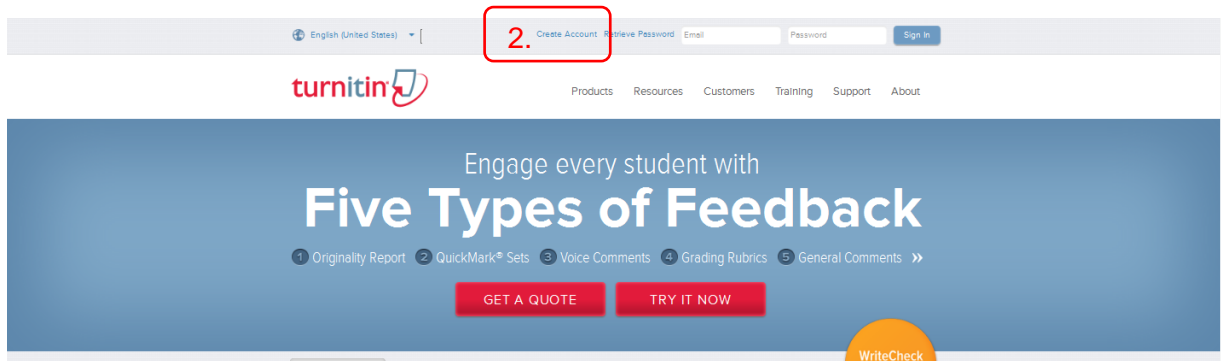 English (United States) 2. Create Account Retrieve Password Email Password Sign In
turnitin Products Resources Customers Training Support About
Engage every student with
Five Types of Feedback
1 Originality Report 2 QuickMark® Sets 3 Voice Comments 4 Grading Rubrics 5 General Comments »
GET A QUOTE TRY IT NOW
WriteCheck